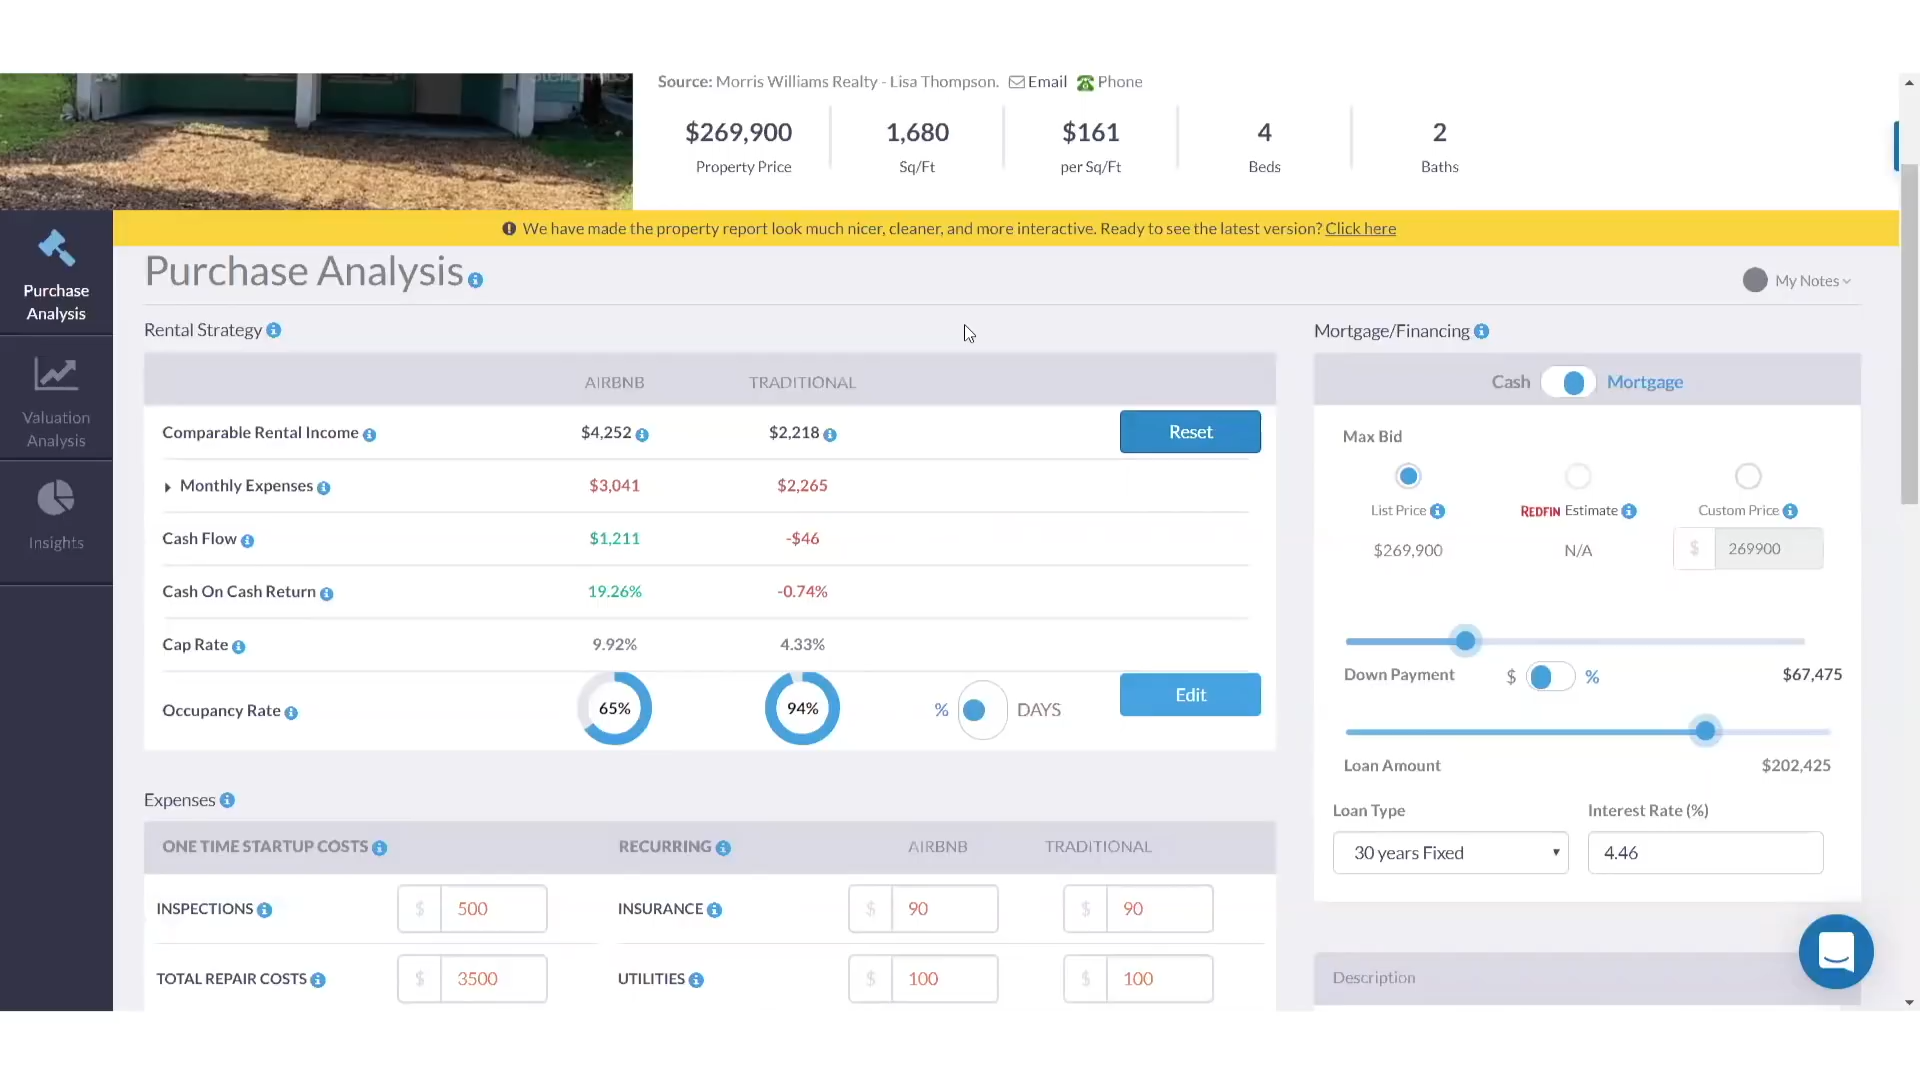 Source: Morris Williams Realty - Lisa Thompson. Email Phone
$269,900 1,680 $161 4 2
Property Price Sq/Ft per Sq/Ft Beds Baths
We have made the property report look much nicer, cleaner, and more interactive. Ready to see the latest version? Click here
Purchase Analysis
My Notes
Purchase
Analysis
Valuation
Analysis
Insights
Rental Strategy
AIRBNB TRADITIONAL
Comparable Rental Income $4,252 $2,218 Reset
Monthly Expenses $3,041 $2,265
Cash Flow $1,211 -$46
Cash On Cash Return 19.26% -0.74%
Cap Rate 9.92% 4.33%
Occupancy Rate 65% 94% % DAYS Edit
Mortgage/Financing
Cash Mortgage
Max Bid
List Price REDFIN Estimate Custom Price
$269,900 N/A $ 269900
Down Payment $ % $67,475
Loan Amount $202,425
Loan Type Interest Rate (%)
30 years Fixed 4.46
Description
Expenses
ONE TIME STARTUP COSTS RECURRING AIRBNB TRADITIONAL
INSPECTIONS $ 500 INSURANCE $ 90 $ 90
TOTAL REPAIR COSTS $ 3500 UTILITIES $ 100 $ 100